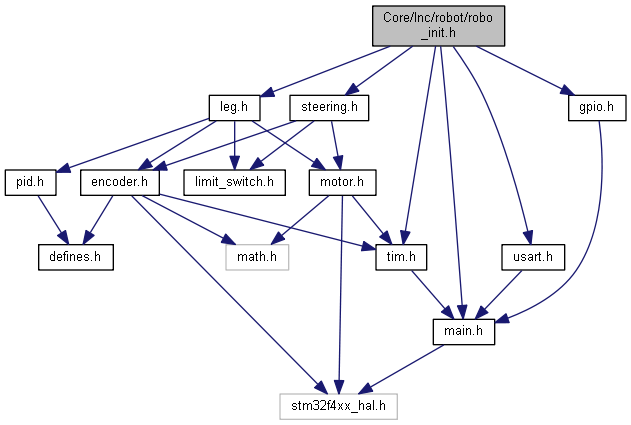 Core/Inc/robot/robo
_init.h
leg.h
steering.h
gpio.h
pid.h
encoder.h
limit_switch.h
motor.h
defines.h
math.h
tim.h
usart.h
main.h
stm32f4xx_hal.h